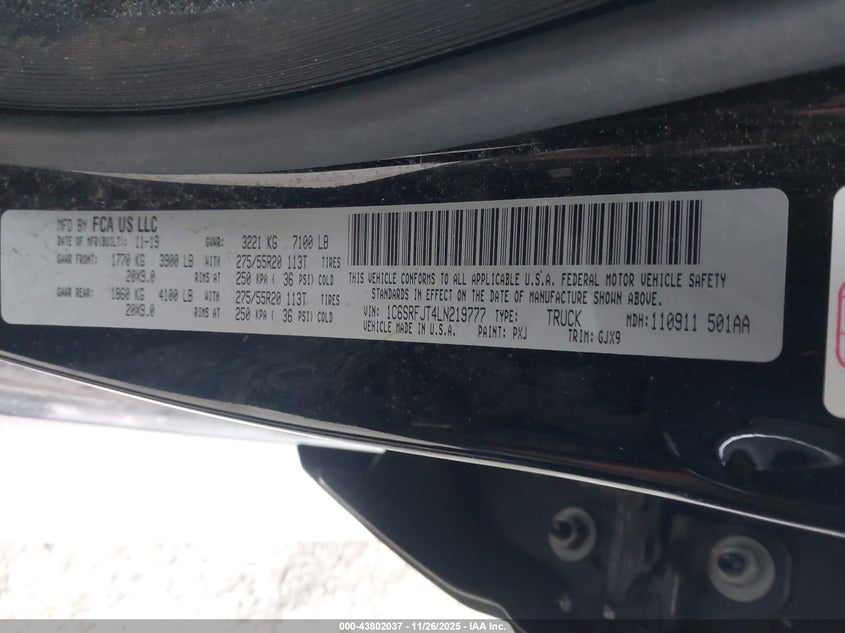 MFD BY FCA US LLC
DATE OF MFR(BUILT): 11-19 GVWR: 3221 KG 7100 LB
GAWR FRONT: 1770 KG 3900 LB WITH 275/55R20 113T TIRES
20X9.0 RIMS AT 250 KPA ( 36 PSI) COLD
GAWR REAR: 1860 KG 4100 LB WITH 275/55R20 113T TIRES
20X9.0 RIMS AT 250 KPA ( 36 PSI) COLD
THIS VEHICLE CONFORMS TO ALL APPLICABLE U.S.A. FEDERAL MOTOR VEHICLE SAFETY
STANDARDS IN EFFECT ON THE DATE OF MANUFACTURE SHOWN ABOVE.
VIN: 1C6SRFJT4LN219777 TYPE: TRUCK MDH: 110911 501AA
VEHICLE MADE IN U.S.A. PAINT: PXJ TRIM: GJX9
000-43802037 - 11/26/2025 - IAA Inc.